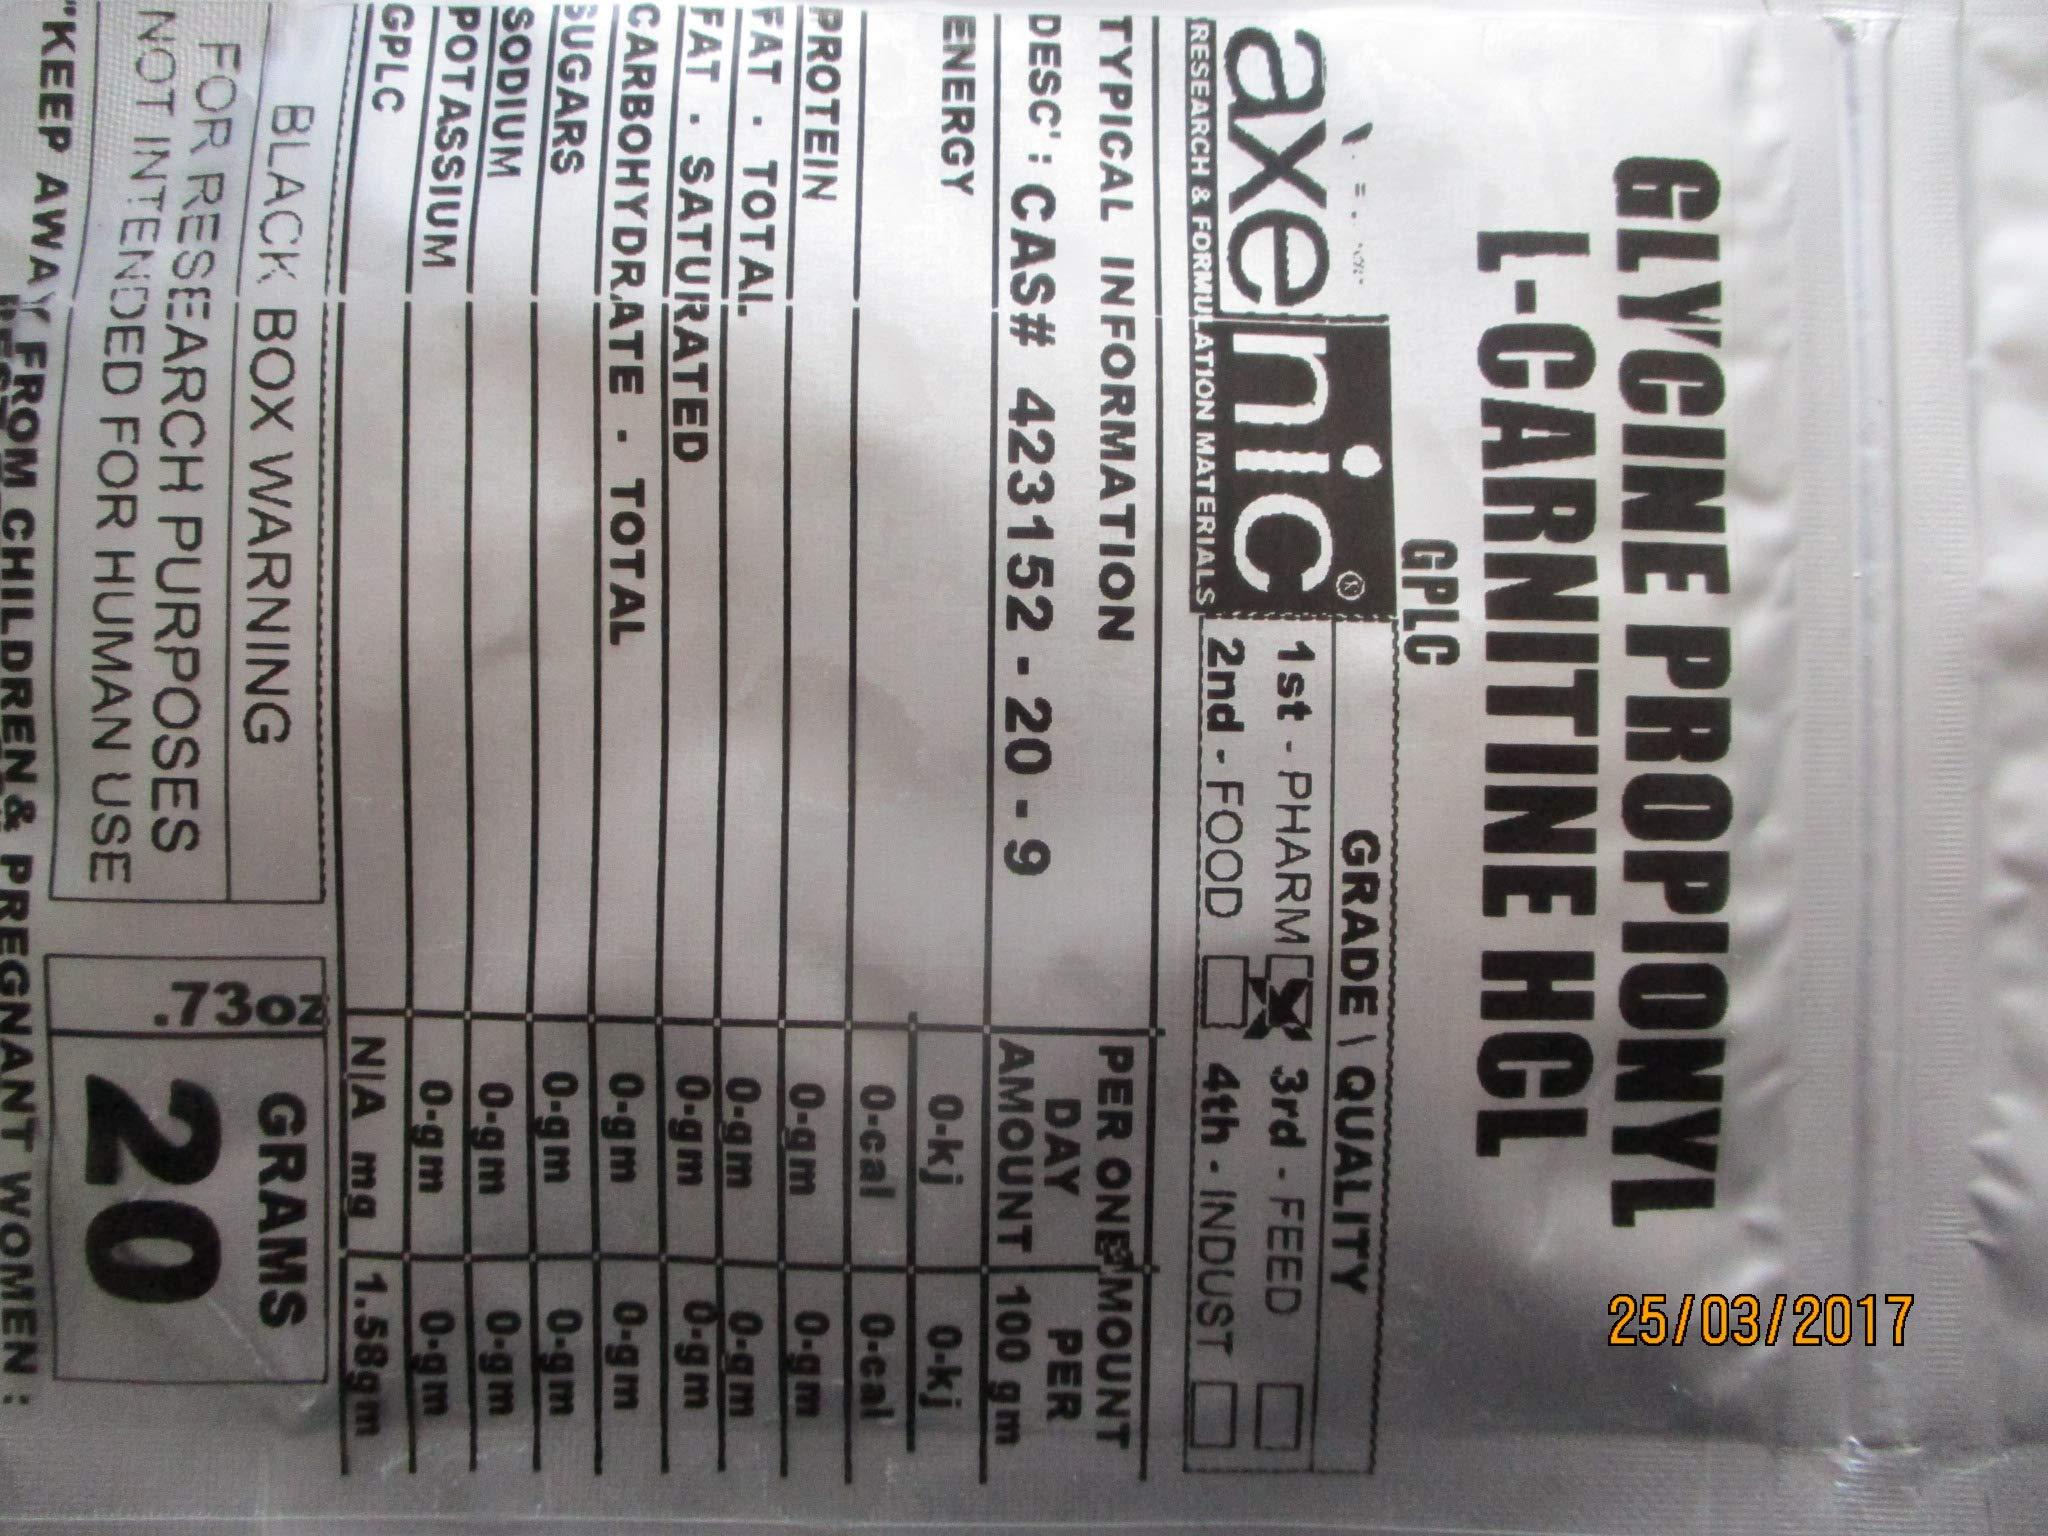 GLYCINE PROPIONYL
L-CARNITINE HCL
GPLC
axenic®
RESEARCH & FORMULATION MATERIALS
GRADE \ QUALITY
1st - PHARM 3rd - FEED
2nd - FOOD 4th - INDUST
TYPICAL INFORMATION PER ONE AMOUNT
DAY PER
DESC': CAS# 423152 - 20 - 9 AMOUNT 100 gm
ENERGY 0-kj 0-kj
0-cal 0-cal
PROTEIN 0-gm 0-gm
FAT - TOTAL 0-gm 0-gm
FAT - SATURATED 0-gm 0-gm
CARBOHYDRATE - TOTAL 0-gm 0-gm
SUGARS 0-gm 0-gm
SODIUM 0-gm 0-gm
POTASSIUM 0-gm 0-gm
GPLC N/A mg 1.58gm
BLACK BOX WARNING
FOR RESEARCH PURPOSES
NOT INTENDED FOR HUMAN USE
.73oz GRAMS
20
"KEEP AWAY FROM CHILDREN & PREGNANT WOMEN:
25/03/2017